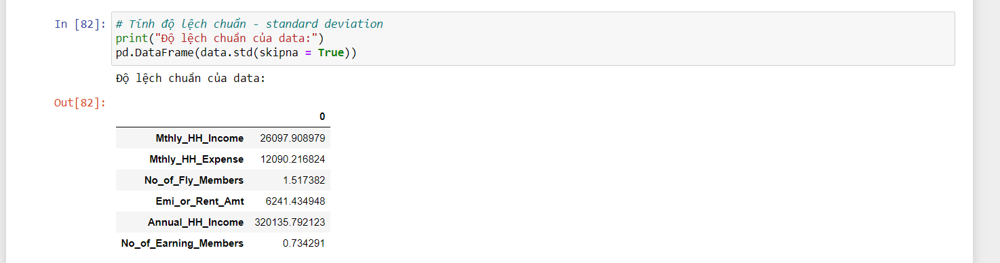 In [82]: # Tính độ lệch chuẩn - standard deviation
print("Độ lệch chuẩn của data:")
pd.DataFrame(data.std(skipna = True))
Độ lệch chuẩn của data:
Out[82]:
0
Mthly_HH_Income 26097.908979
Mthly_HH_Expense 12090.216824
No_of_Fly_Members 1.517382
Emi_or_Rent_Amt 6241.434948
Annual_HH_Income 320135.792123
No_of_Earning_Members 0.734291